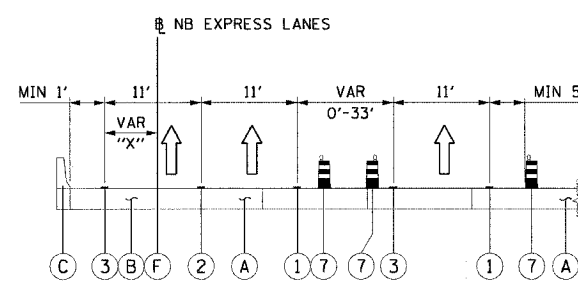 ℄ NB EXPRESS LANES
MIN 1' 11' 11' VAR 11' MIN 5
VAR 0'-33'
"X"
C 3 B F 2 A 1 7 7 3 1 7 A